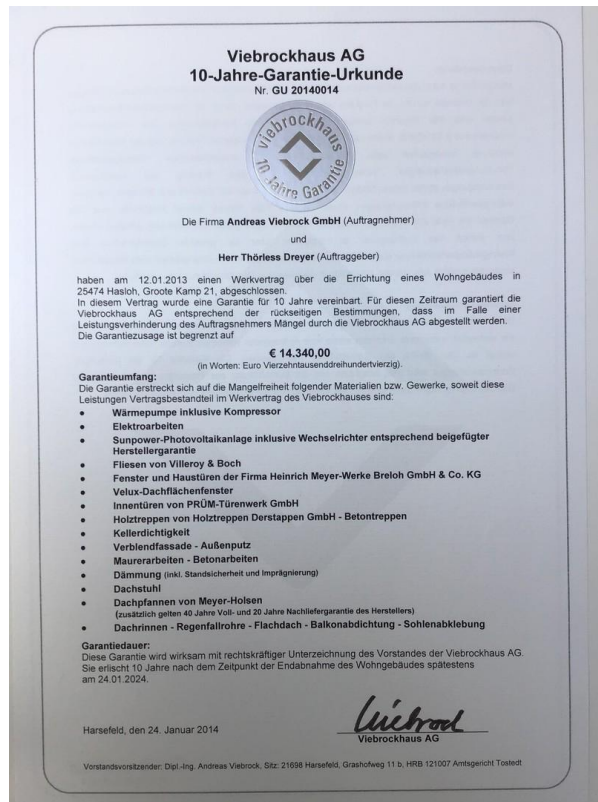 Viebrockhaus AG
10-Jahre-Garantie-Urkunde
Nr. GU 20140014
viebrockhaus
10 Jahre Garantie
Die Firma Andreas Viebrock GmbH (Auftragnehmer)
und
Herr Thörless Dreyer (Auftraggeber)
haben am 12.01.2013 einen Werkvertrag über die Errichtung eines Wohngebäudes in
25474 Hasloh, Groote Kamp 21, abgeschlossen.
In diesem Vertrag wurde eine Garantie für 10 Jahre vereinbart. Für diesen Zeitraum garantiert die
Viebrockhaus AG entsprechend der rückseitigen Bestimmungen, dass im Falle einer
Leistungsverhinderung des Auftragsnehmers Mängel durch die Viebrockhaus AG abgestellt werden.
Die Garantiezusage ist begrenzt auf
€ 14.340,00
(in Worten: Euro Vierzehntausenddreihundertvierzig).
Garantieumfang:
Die Garantie erstreckt sich auf die Mangelfreiheit folgender Materialien bzw. Gewerke, soweit diese
Leistungen Vertragsbestandteil im Werkvertrag des Viebrockhauses sind:
• Wärmepumpe inklusive Kompressor
• Elektroarbeiten
• Sunpower-Photovoltaikanlage inklusive Wechselrichter entsprechend beigefügter
Herstellergarantie
• Fliesen von Villeroy & Boch
• Fenster und Haustüren der Firma Heinrich Meyer-Werke Breloh GmbH & Co. KG
• Velux-Dachflächenfenster
• Innentüren von PRÜM-Türenwerk GmbH
• Holztreppen von Holztreppen Derstappen GmbH - Betontreppen
• Kellerdichtigkeit
• Verblendfassade - Außenputz
• Maurerarbeiten - Betonarbeiten
• Dämmung (inkl. Standsicherheit und Imprägnierung)
• Dachstuhl
• Dachpfannen von Meyer-Holsen
(zusätzlich gelten 40 Jahre Voll- und 20 Jahre Nachliefergarantie des Herstellers)
• Dachrinnen - Regenfallrohre - Flachdach - Balkonabdichtung - Sohlenabklebung
Garantiedauer:
Diese Garantie wird wirksam mit rechtskräftiger Unterzeichnung des Vorstandes der Viebrockhaus AG.
Sie erlischt 10 Jahre nach dem Zeitpunkt der Endabnahme des Wohngebäudes spätestens
am 24.01.2024.
Harsefeld, den 24. Januar 2014
Viebrock
Viebrockhaus AG
Vorstandsvorsitzender: Dipl.-Ing. Andreas Viebrock, Sitz: 21698 Harsefeld, Grashofweg 11 b, HRB 121007 Amtsgericht Tostedt